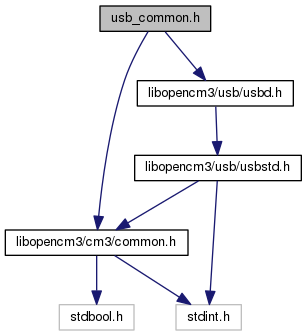 usb_common.h
libopencm3/usb/usbd.h
libopencm3/usb/usbstd.h
libopencm3/cm3/common.h
stdbool.h
stdint.h